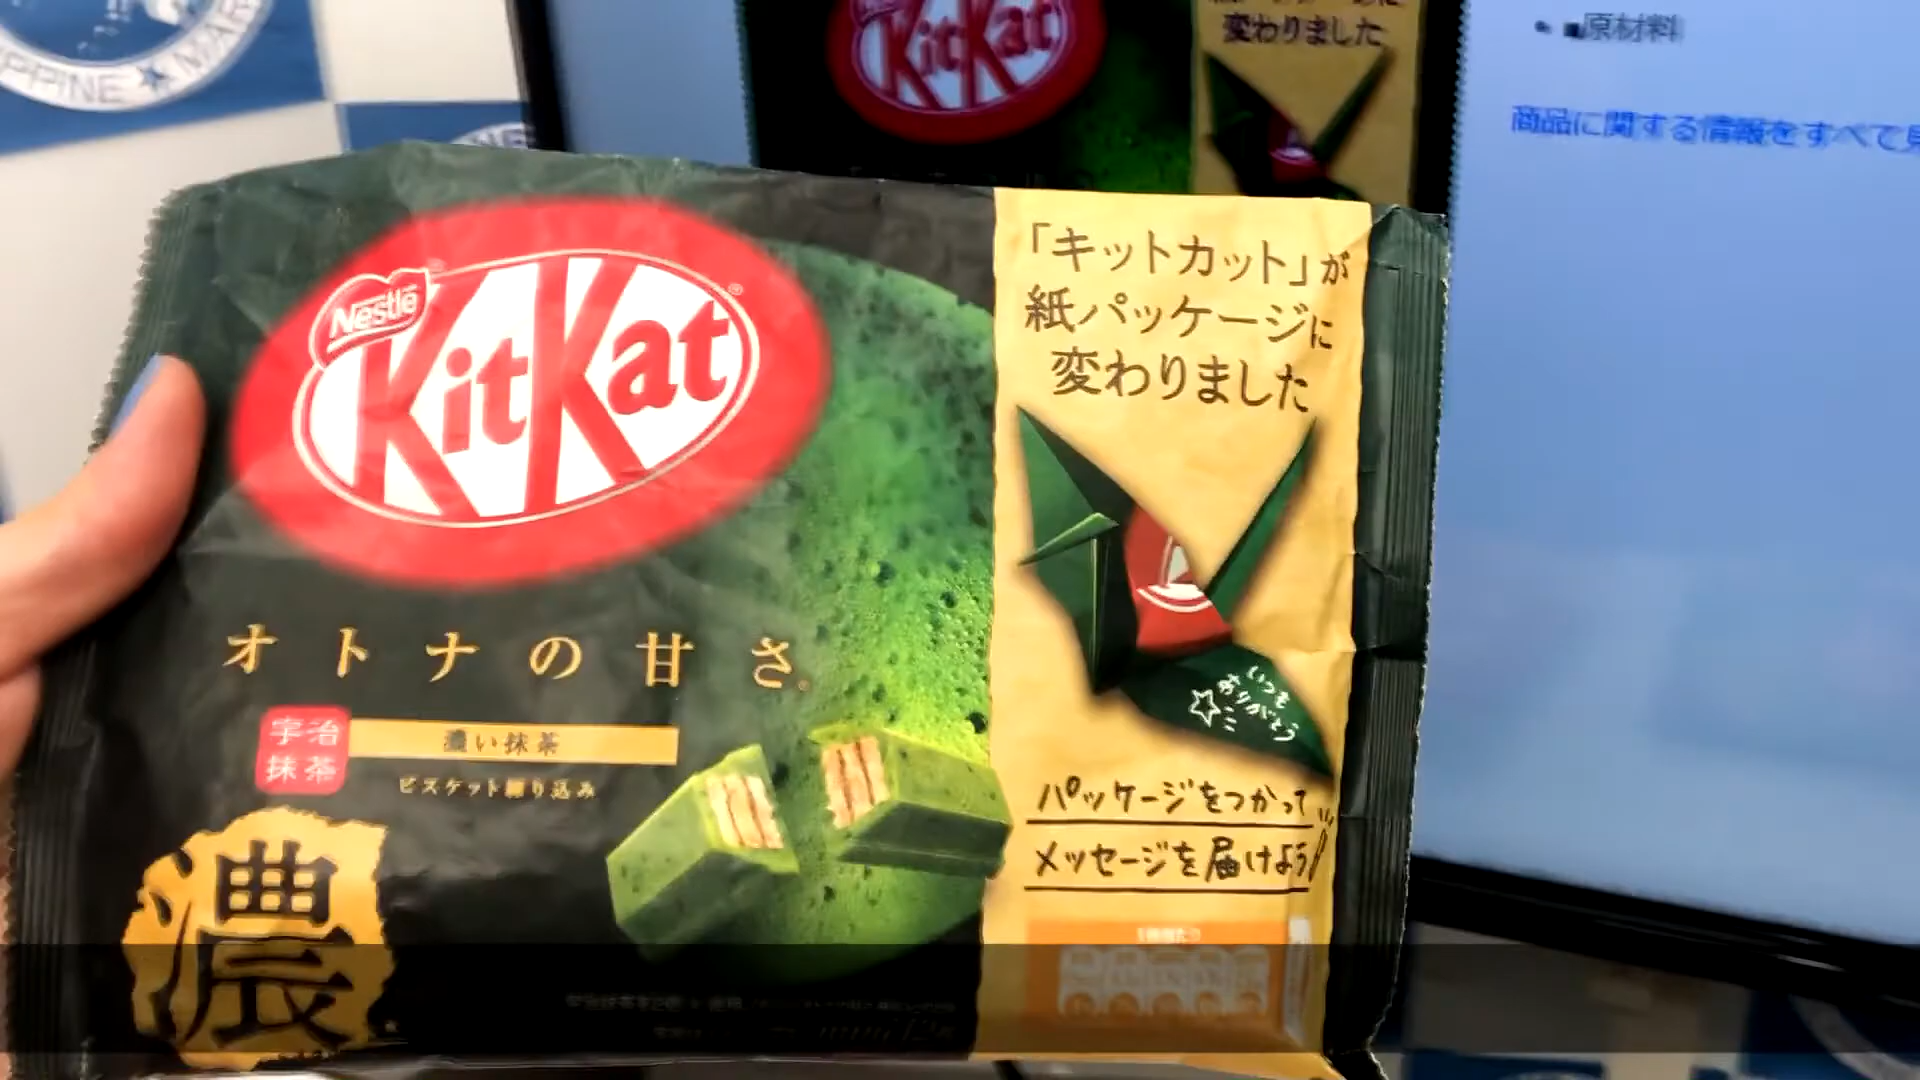 PPINE ★ MAR
KitKat
変わりました
■原材料
商品に関する情報をすべて見
NE
Nestlé
KitKat
「キットカット」が
紙パッケージに
変わりました
オトナの甘さ
宇治
抹茶
濃い抹茶
ビスケット練り込み
濃
いつも
ありがとう
パッケージをつかって
メッセージを届けよう